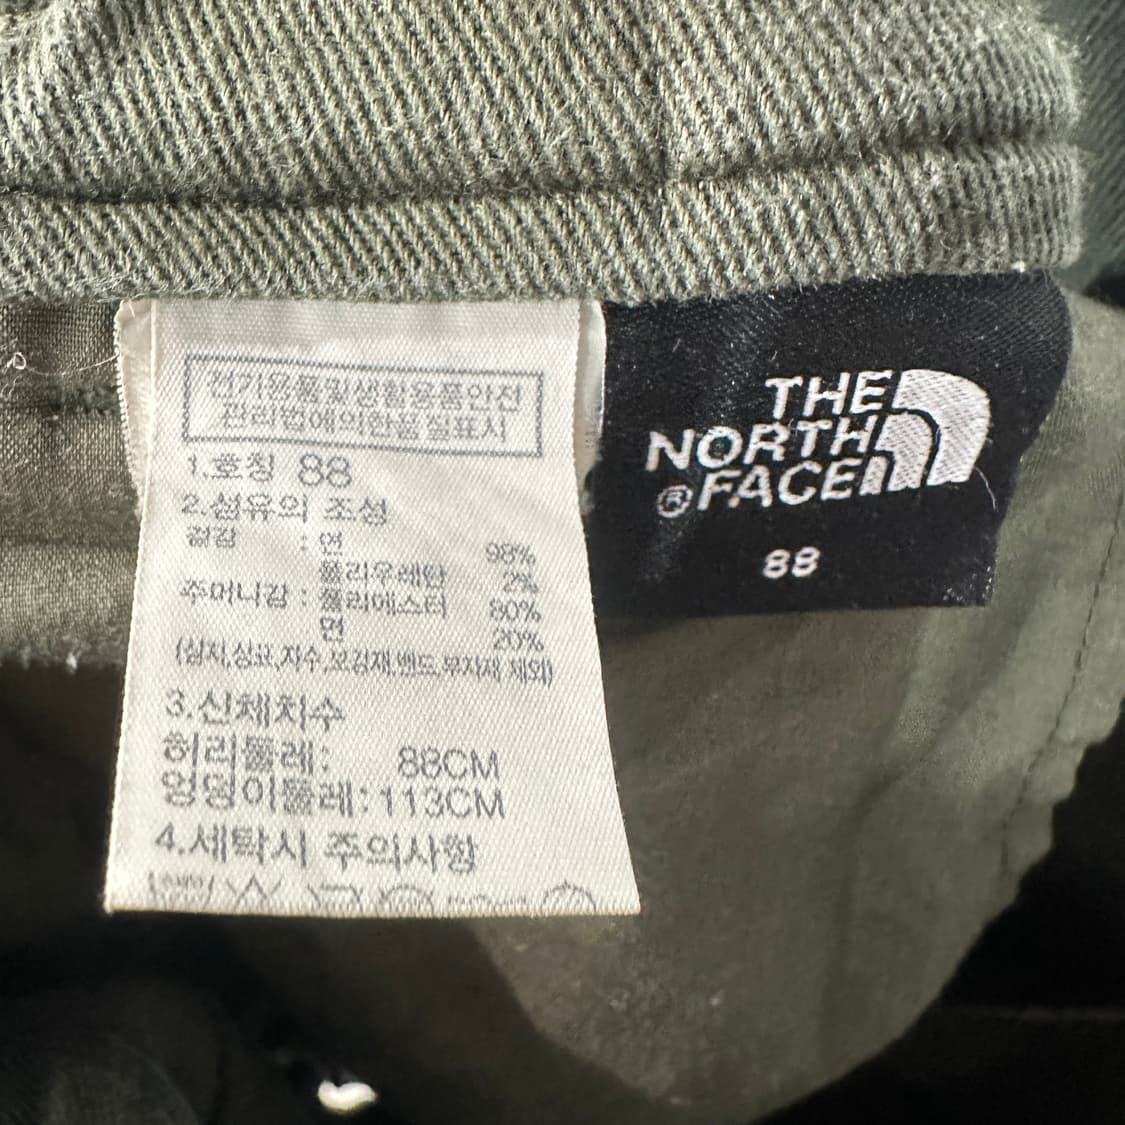 전기용품및생활용품안전
관리법에의한품질표시
1.호칭 88
2.섬유의 조성
겉감 : 면 98%
폴리우레탄 2%
주머니감 : 폴리에스터 80%
면 20%
(심지,상표,자수,보강재,밴드,부자재 제외)
3.신체치수
허리둘레: 88CM
엉덩이둘레: 113CM
4.세탁시 주의사항
THE
NORTH
® FACE
88